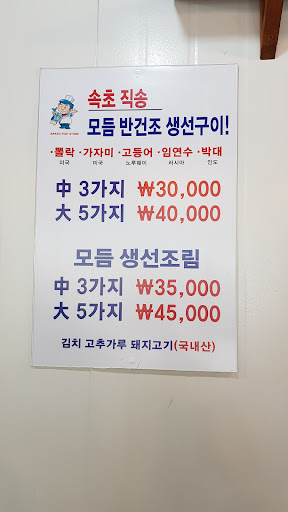 속초 직송
모듬 반건조 생선구이!
·뽈락 ·가자미 ·고등어 ·임연수 ·박대
미국 미국 노르웨이 러시아 인도
中 3가지 ₩30,000
大 5가지 ₩40,000
모듬 생선조림
中 3가지 ₩35,000
大 5가지 ₩45,000
김치 고추가루 돼지고기(국내산)